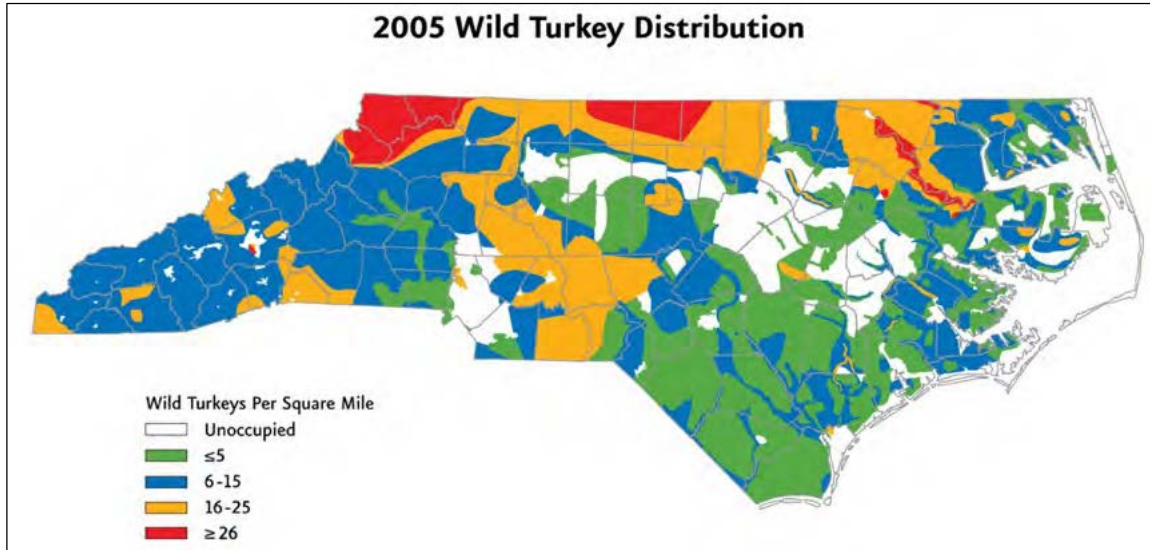 2005 Wild Turkey Distribution
Wild Turkeys Per Square Mile
Unoccupied
≤5
6-15
16-25
≥26